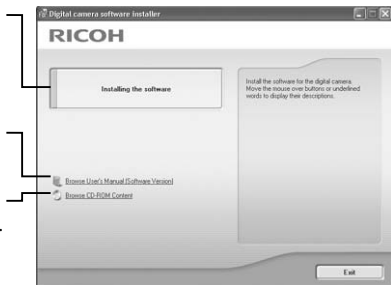 Digital camera software installer
RICOH
Installing the software
Install the software for the digital camera.
Move the mouse over buttons or underlined
words to display their descriptions.
Browse User's Manual (Software Version)
Browse CD-ROM Content
Exit